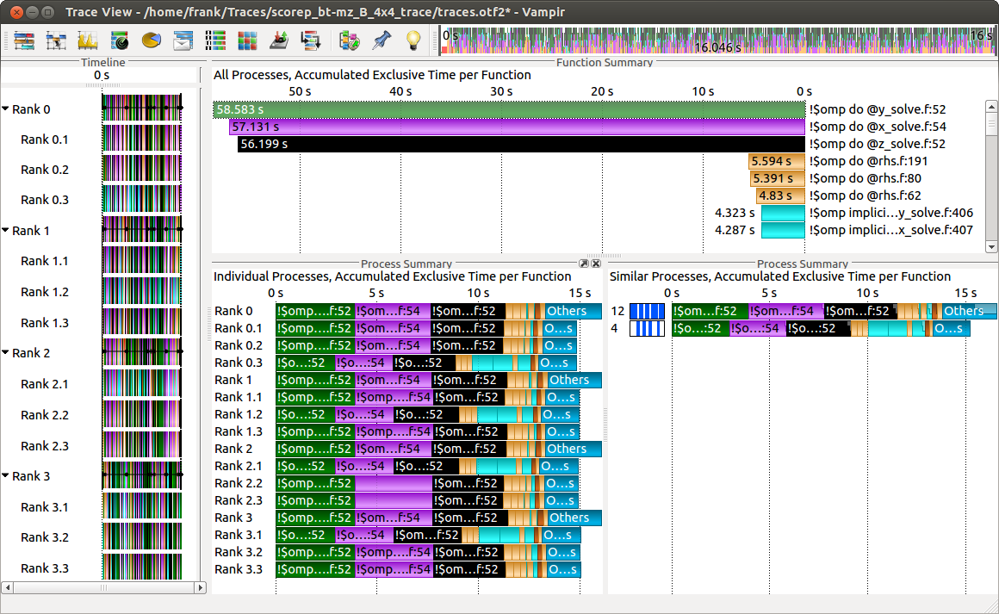 Trace View - /home/frank/Traces/scorep_bt-mz_B_4x4_trace/traces.otf2* - Vampir
0 s 16.046 s 16 s
Timeline
0 s
Rank 0
Rank 0.1
Rank 0.2
Rank 0.3
Rank 1
Rank 1.1
Rank 1.2
Rank 1.3
Rank 2
Rank 2.1
Rank 2.2
Rank 2.3
Rank 3
Rank 3.1
Rank 3.2
Rank 3.3
Function Summary
All Processes, Accumulated Exclusive Time per Function
50 s 40 s 30 s 20 s 10 s 0 s
58.583 s !$omp do @y_solve.f:52
57.131 s !$omp do @x_solve.f:54
56.199 s !$omp do @z_solve.f:52
5.594 s !$omp do @rhs.f:191
5.391 s !$omp do @rhs.f:80
4.83 s !$omp do @rhs.f:62
4.323 s !$omp implici...y_solve.f:406
4.287 s !$omp implici...x_solve.f:407
Process Summary
Individual Processes, Accumulated Exclusive Time per Function
0 s 5 s 10 s 15 s
Rank 0 !$omp....f:52 !$om...f:54 !$om...f:52 Others
Rank 0.1 !$omp....f:52 !$om...f:54 !$om...f:52 O...s
Rank 0.2 !$omp....f:52 !$om...f:54 !$om...f:52 O...s
Rank 0.3 !$o...:52 !$o...:54 !$o...:52 O...s
Rank 1 !$omp....f:52 !$om...f:54 !$om...f:52 Others
Rank 1.1 !$omp....f:52 !$omp....f:54 !$om...f:52 O...s
Rank 1.2 !$o...:52 !$o...:54 !$o...:52 O...s
Rank 1.3 !$omp....f:52 !$omp....f:54 !$om...f:52 O...s
Rank 2 !$omp....f:52 !$om...f:54 !$om...f:52 Others
Rank 2.1 !$o...:52 !$o...:54 !$o...:52 O...s
Rank 2.2 !$omp....f:52 !$om...f:52 O...s
Rank 2.3 !$omp....f:52 !$om...f:52 O...s
Rank 3 !$omp....f:52 !$om...f:54 !$om...f:52 Others
Rank 3.1 !$o...:52 !$o...:54 !$om...f:52 O...s
Rank 3.2 !$omp....f:52 !$omp....f:54 !$om...f:52 O...s
Rank 3.3 !$omp....f:52 !$omp....f:54 !$om...f:52 O...s
Process Summary
Similar Processes, Accumulated Exclusive Time per Function
0 s 5 s 10 s 15 s
12 !$omp....f:52 !$om...f:54 !$om...f:52 Others
4 !$o...:52 !$o...:54 !$o...:52 O...s